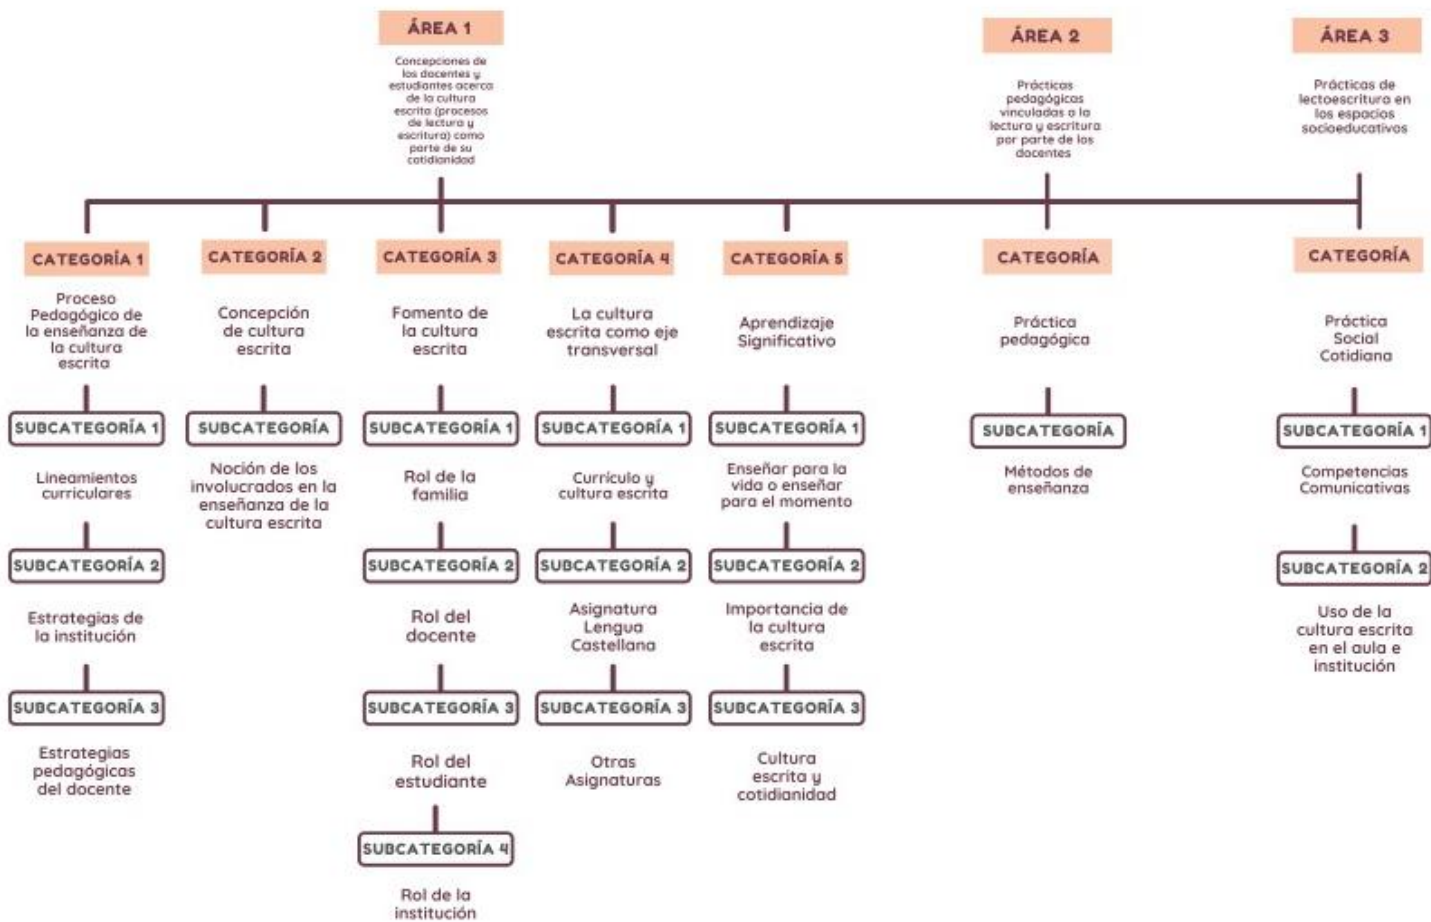 ÁREA 1
Concepciones de
los docentes y
estudiantes acerca
de la cultura
escrita (procesos
de lectura y
escritura) como
parte de su
cotidianidad
ÁREA 2
Prácticas
pedagógicas
vinculadas a la
lectura y escritura
por parte de los
docentes
ÁREA 3
Prácticas de
lectoescritura en
los espacios
socioeducativos
CATEGORÍA 1
Proceso
Pedagógico de
la enseñanza de
la cultura
escrita
SUBCATEGORÍA 1
Lineamientos
curriculares
SUBCATEGORÍA 2
Estrategias de
la institución
SUBCATEGORÍA 3
Estrategias
pedagógicas
del docente
CATEGORÍA 2
Concepción
de cultura
escrita
SUBCATEGORÍA
Noción de los
involucrados en la
enseñanza de la
cultura escrita
CATEGORÍA 3
Fomento de
la cultura
escrita
SUBCATEGORÍA 1
Rol de la
familia
SUBCATEGORÍA 2
Rol del
docente
SUBCATEGORÍA 3
Rol del
estudiante
SUBCATEGORÍA 4
Rol de la
institución
CATEGORÍA 4
La cultura
escrita como eje
transversal
SUBCATEGORÍA 1
Currículo y
cultura escrita
SUBCATEGORÍA 2
Asignatura
Lengua
Castellana
SUBCATEGORÍA 3
Otras
Asignaturas
CATEGORÍA 5
Aprendizaje
Significativo
SUBCATEGORÍA 1
Enseñar para la
vida o enseñar
para el momento
SUBCATEGORÍA 2
Importancia de
la cultura
escrita
SUBCATEGORÍA 3
Cultura
escrita y
cotidianidad
CATEGORÍA
Práctica
pedagógica
SUBCATEGORÍA
Métodos de
enseñanza
CATEGORÍA
Práctica
Social
Cotidiana
SUBCATEGORÍA 1
Competencias
Comunicativas
SUBCATEGORÍA 2
Uso de la
cultura escrita
en el aula e
institución